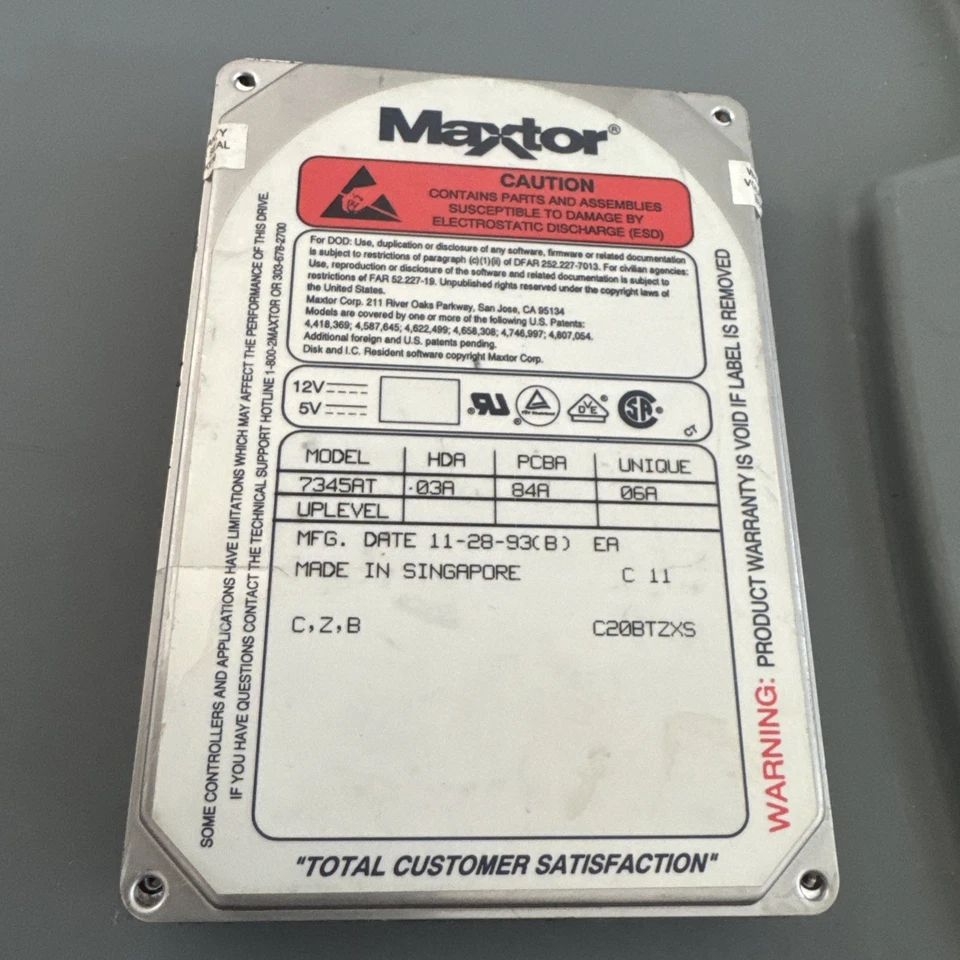 Maxtor®
CAUTION
CONTAINS PARTS AND ASSEMBLIES
SUSCEPTIBLE TO DAMAGE BY
ELECTROSTATIC DISCHARGE (ESD)
For DOD: Use, duplication or disclosure of any software, firmware or related documentation
is subject to restrictions of paragraph (c)(1)(ii) of DFAR 252.227-7013. For civilian agencies:
Use, reproduction or disclosure of the software and related documentation is subject to
restrictions of FAR 52.227-19. Unpublished rights reserved under the copyright laws of
the United States.
Maxtor Corp. 211 River Oaks Parkway, San Jose, CA 95134
Models are covered by one or more of the following U.S. Patents:
4,418,369; 4,587,645; 4,622,499; 4,658,308; 4,746,997; 4,807,054.
Additional foreign and U.S. patents pending.
Disk and I.C. Resident software copyright Maxtor Corp.
12V
5V
MODEL HDA PCBA UNIQUE
7345AT 03A 84A 06A
UPLEVEL
MFG. DATE 11-28-93(B) EA
MADE IN SINGAPORE C 11
C,Z,B C20BTZXS
"TOTAL CUSTOMER SATISFACTION"
SOME CONTROLLERS AND APPLICATIONS HAVE LIMITATIONS WHICH MAY AFFECT THE PERFORMANCE OF THIS DRIVE.
IF YOU HAVE QUESTIONS CONTACT THE TECHNICAL SUPPORT HOTLINE 1-800-2MAXTOR OR 303-678-2700
WARNING: PRODUCT WARRANTY IS VOID IF LABEL IS REMOVED